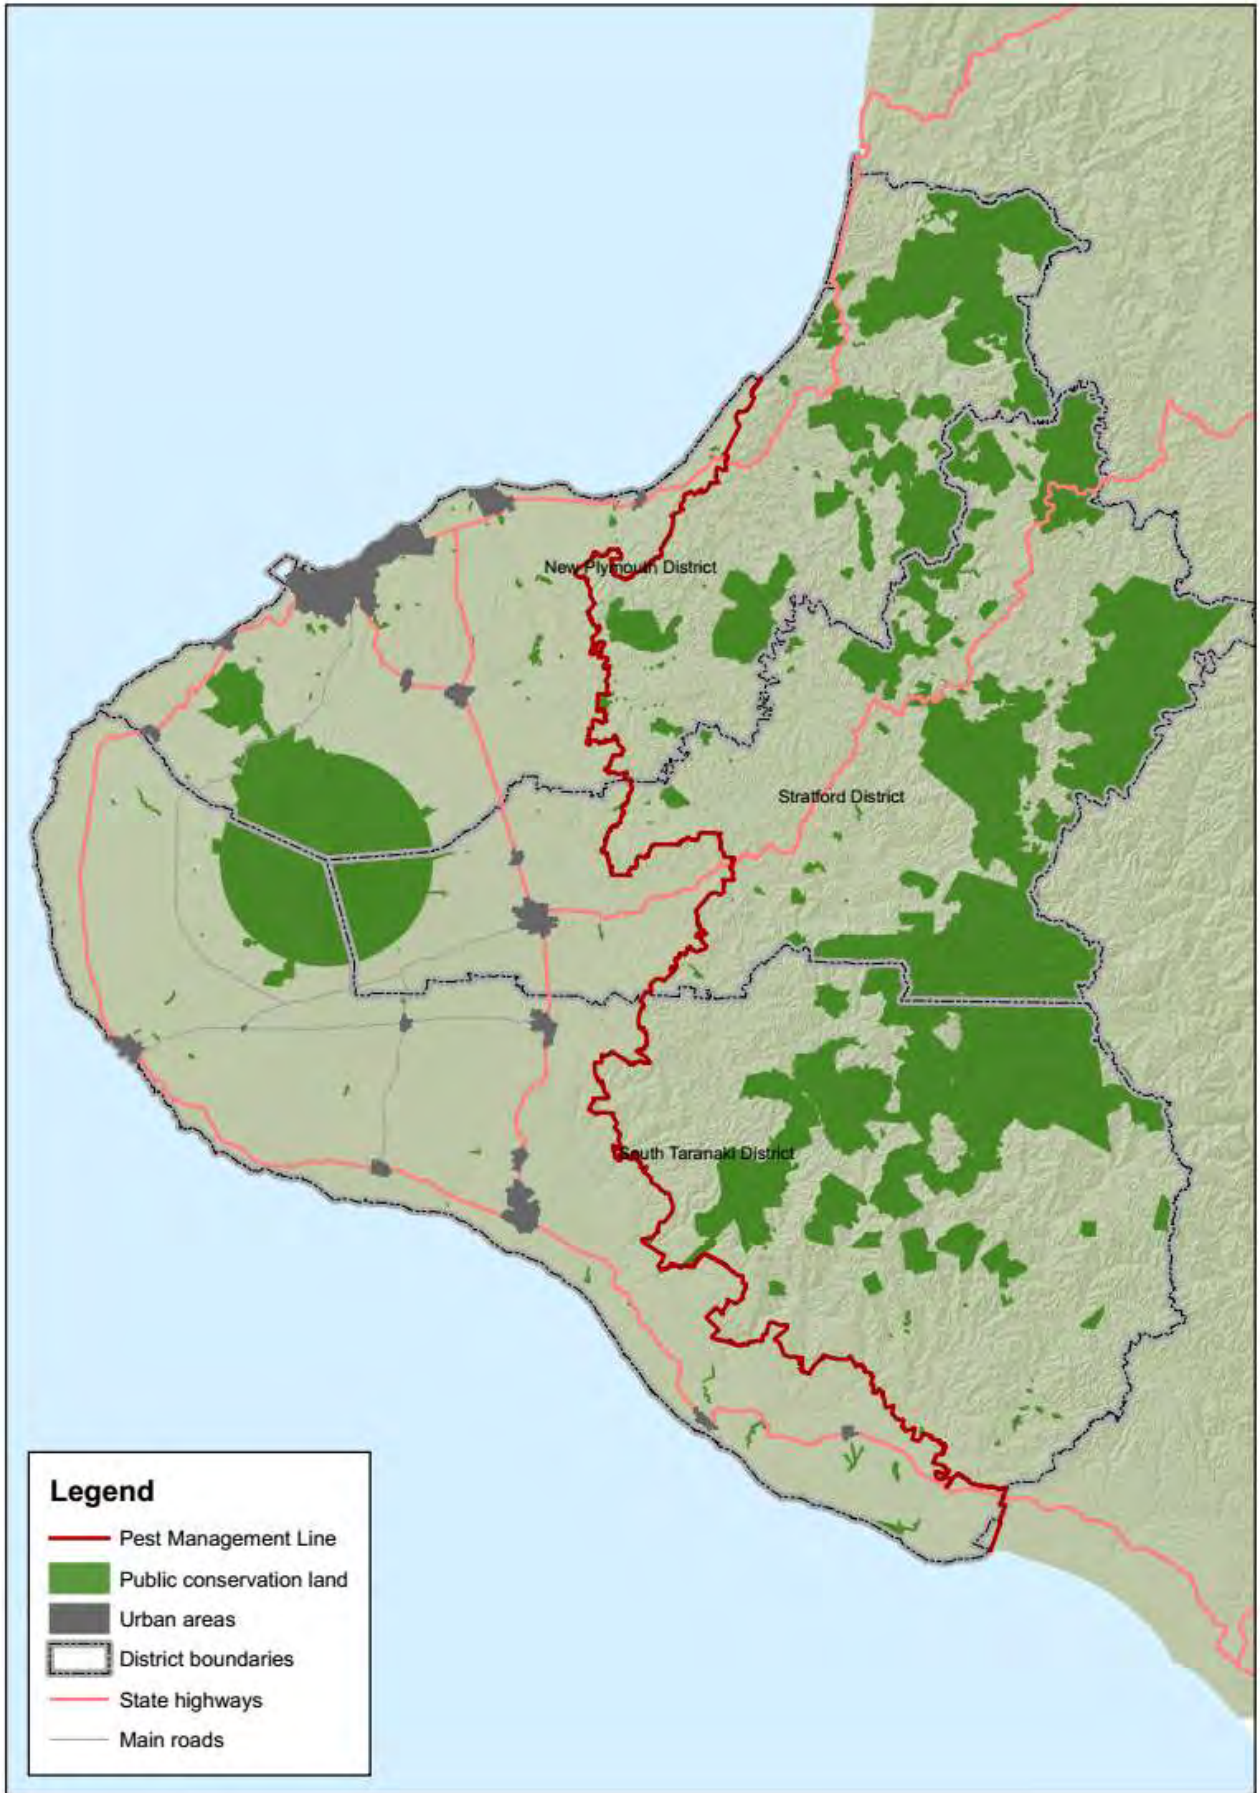 New Plymouth District
Stratford District
South Taranaki District
Legend
Pest Management Line
Public conservation land
Urban areas
District boundaries
State highways
Main roads